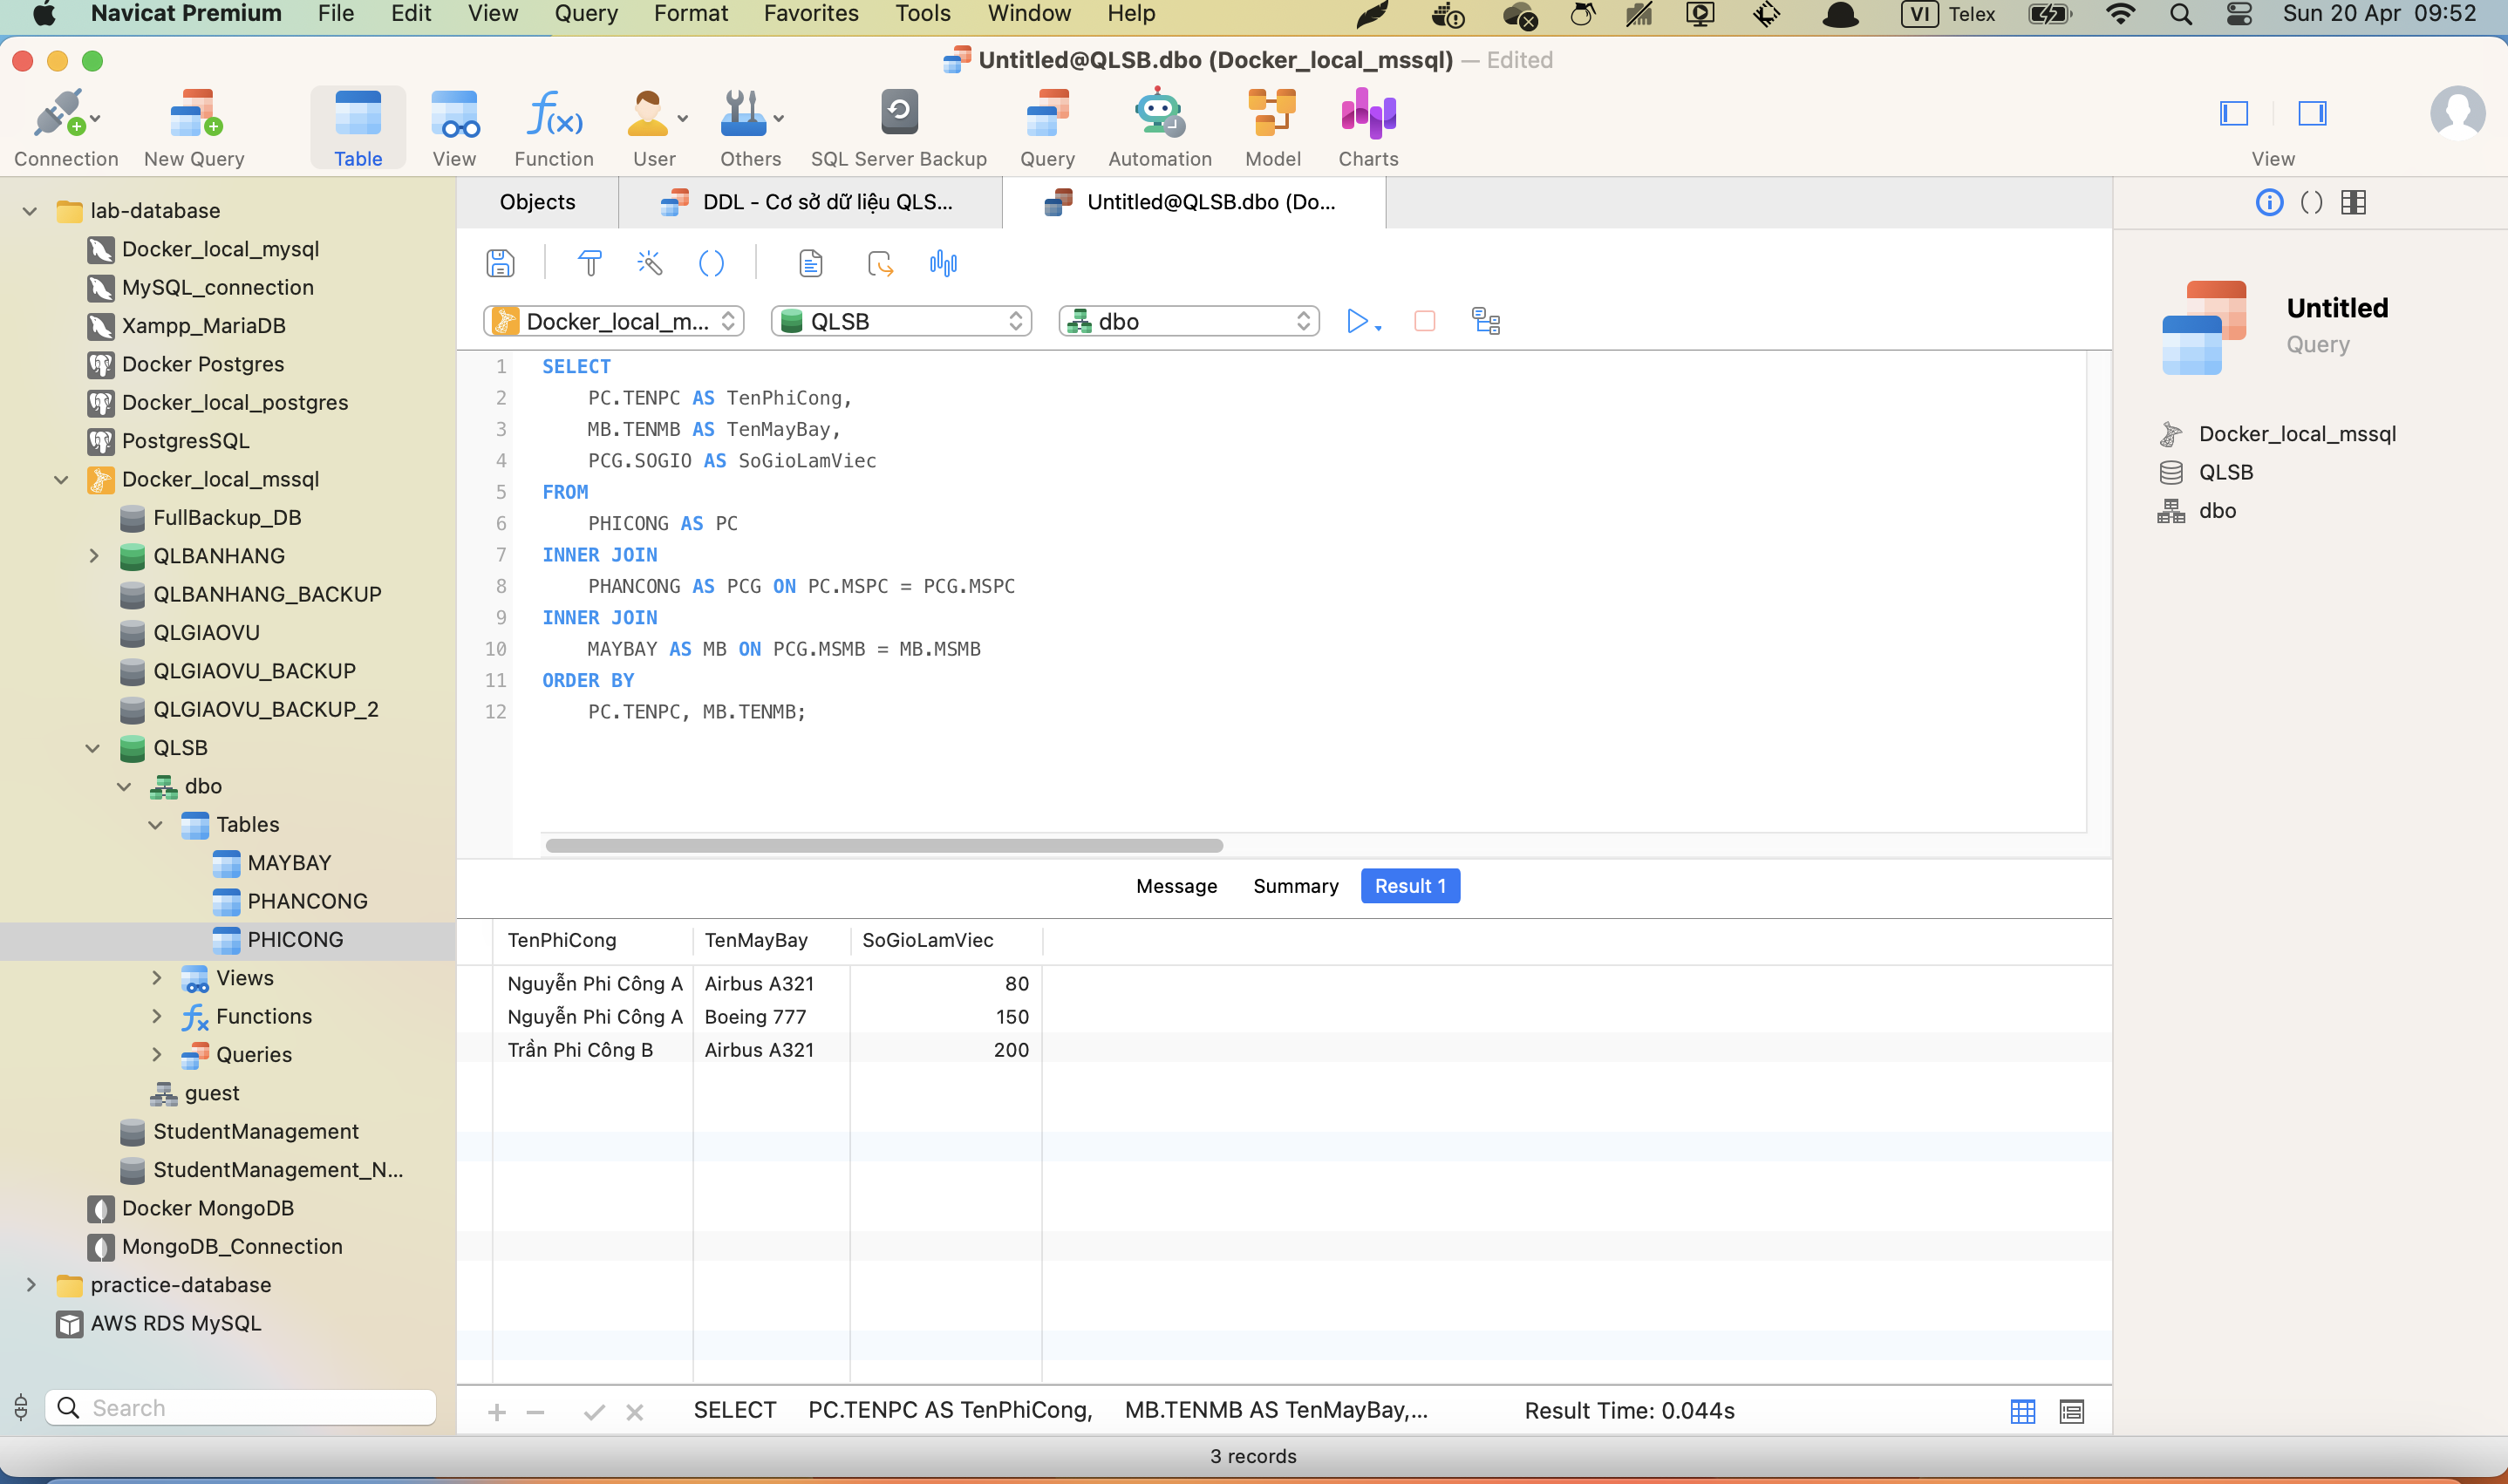 Navicat Premium File Edit View Query Format Favorites Tools Window Help VI Telex Sun 20 Apr 09:52
Untitled@QLSB.dbo (Docker_local_mssql) — Edited
Connection New Query Table View Function User Others SQL Server Backup Query Automation Model Charts View
lab-database
Docker_local_mysql
MySQL_connection
Xampp_MariaDB
Docker Postgres
Docker_local_postgres
PostgresSQL
Docker_local_mssql
FullBackup_DB
QLBANHANG
QLBANHANG_BACKUP
QLGIAOVU
QLGIAOVU_BACKUP
QLGIAOVU_BACKUP_2
QLSB
dbo
Tables
MAYBAY
PHANCONG
PHICONG
Views
Functions
Queries
guest
StudentManagement
StudentManagement_N...
Docker MongoDB
MongoDB_Connection
practice-database
AWS RDS MySQL
Search
Objects DDL - Cơ sở dữ liệu QLS... Untitled@QLSB.dbo (Do...
Docker_local_m... QLSB dbo
1 SELECT
2 PC.TENPC AS TenPhiCong,
3 MB.TENMB AS TenMayBay,
4 PCG.SOGIO AS SoGioLamViec
5 FROM
6 PHICONG AS PC
7 INNER JOIN
8 PHANCONG AS PCG ON PC.MSPC = PCG.MSPC
9 INNER JOIN
10 MAYBAY AS MB ON PCG.MSMB = MB.MSMB
11 ORDER BY
12 PC.TENPC, MB.TENMB;
Message Summary Result 1
TenPhiCong TenMayBay SoGioLamViec
Nguyễn Phi Công A Airbus A321 80
Nguyễn Phi Công A Boeing 777 150
Trần Phi Công B Airbus A321 200
SELECT PC.TENPC AS TenPhiCong, MB.TENMB AS TenMayBay,... Result Time: 0.044s
3 records
Untitled
Query
Docker_local_mssql
QLSB
dbo